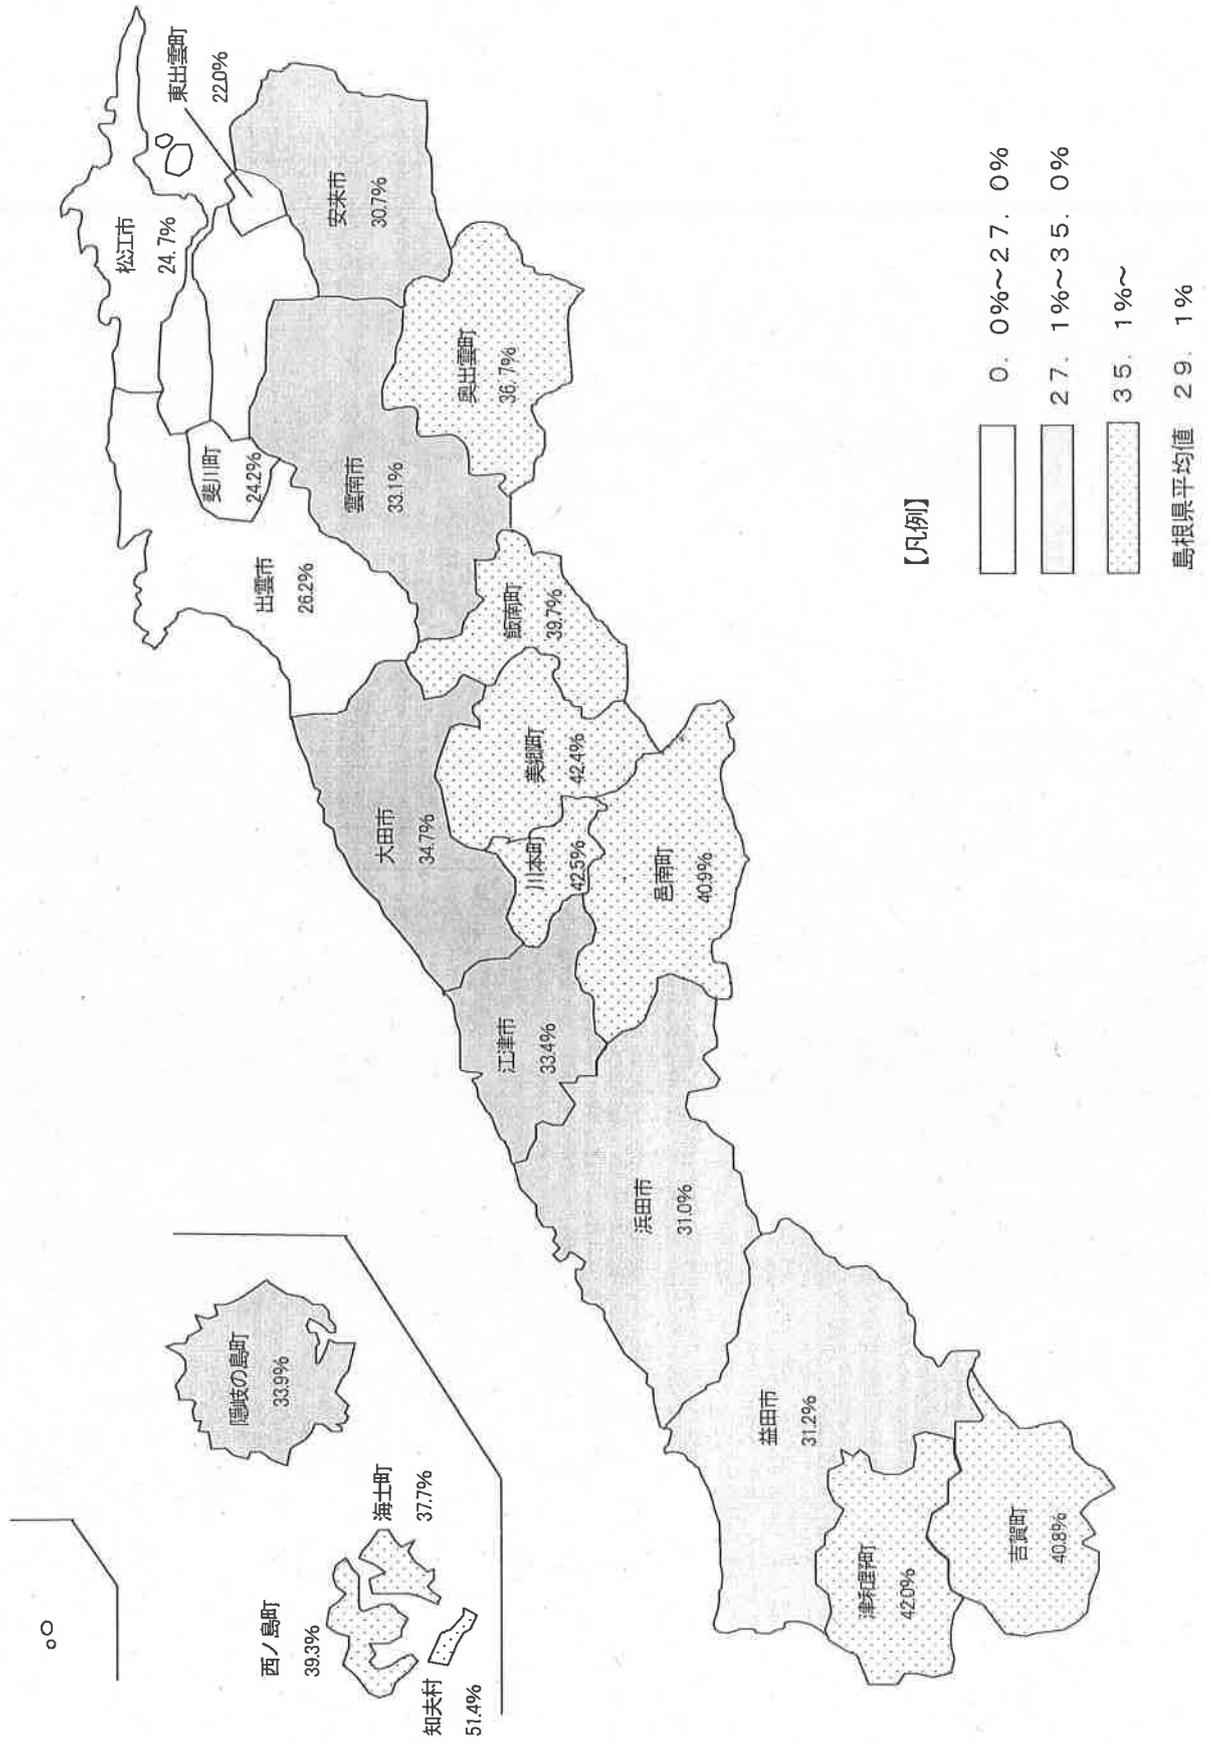 西ノ島町
39.3%
知夫村
51.4%
海士町
37.7%
隠岐の島町
33.9%
松江市
24.7%
東出雲町
22.0%
安来市
30.7%
斐川町
24.2%
出雲市
26.2%
雲南市
33.1%
奥出雲町
36.7%
飯南町
39.7%
大田市
34.7%
美郷町
42.4%
川本町
42.5%
邑南町
40.9%
江津市
33.4%
浜田市
31.0%
益田市
31.2%
津和野町
42.0%
吉賀町
40.8%
【凡例】
0.0%~27.0%
27.1%~35.0%
35.1%~
島根県平均値 29.1%